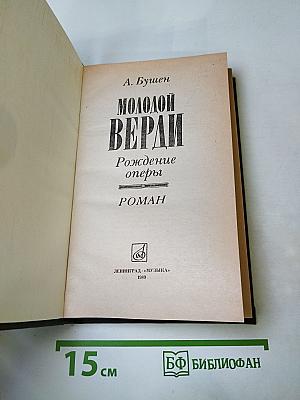 А. Бушен
МОЛОДОЙ
ВЕРДИ
Рождение
оперы
РОМАН
ЛЕНИНГРАД «МУЗЫКА»
15 см
БФ БИБЛИОФАН